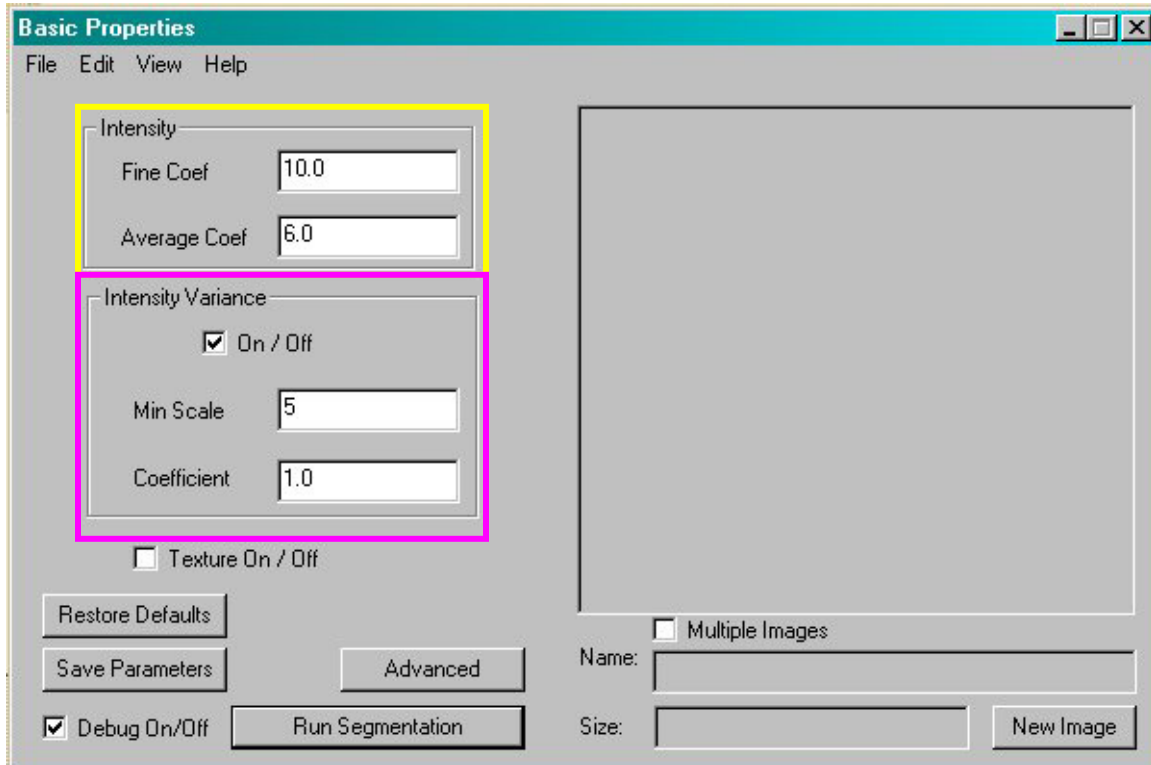 Basic Properties
File Edit View Help
Intensity
Fine Coef 10.0
Average Coef 6.0
Intensity Variance
On / Off
Min Scale 5
Coefficient 1.0
Texture On / Off
Restore Defaults
Save Parameters Advanced
Debug On/Off Run Segmentation
Multiple Images
Name:
Size: New Image